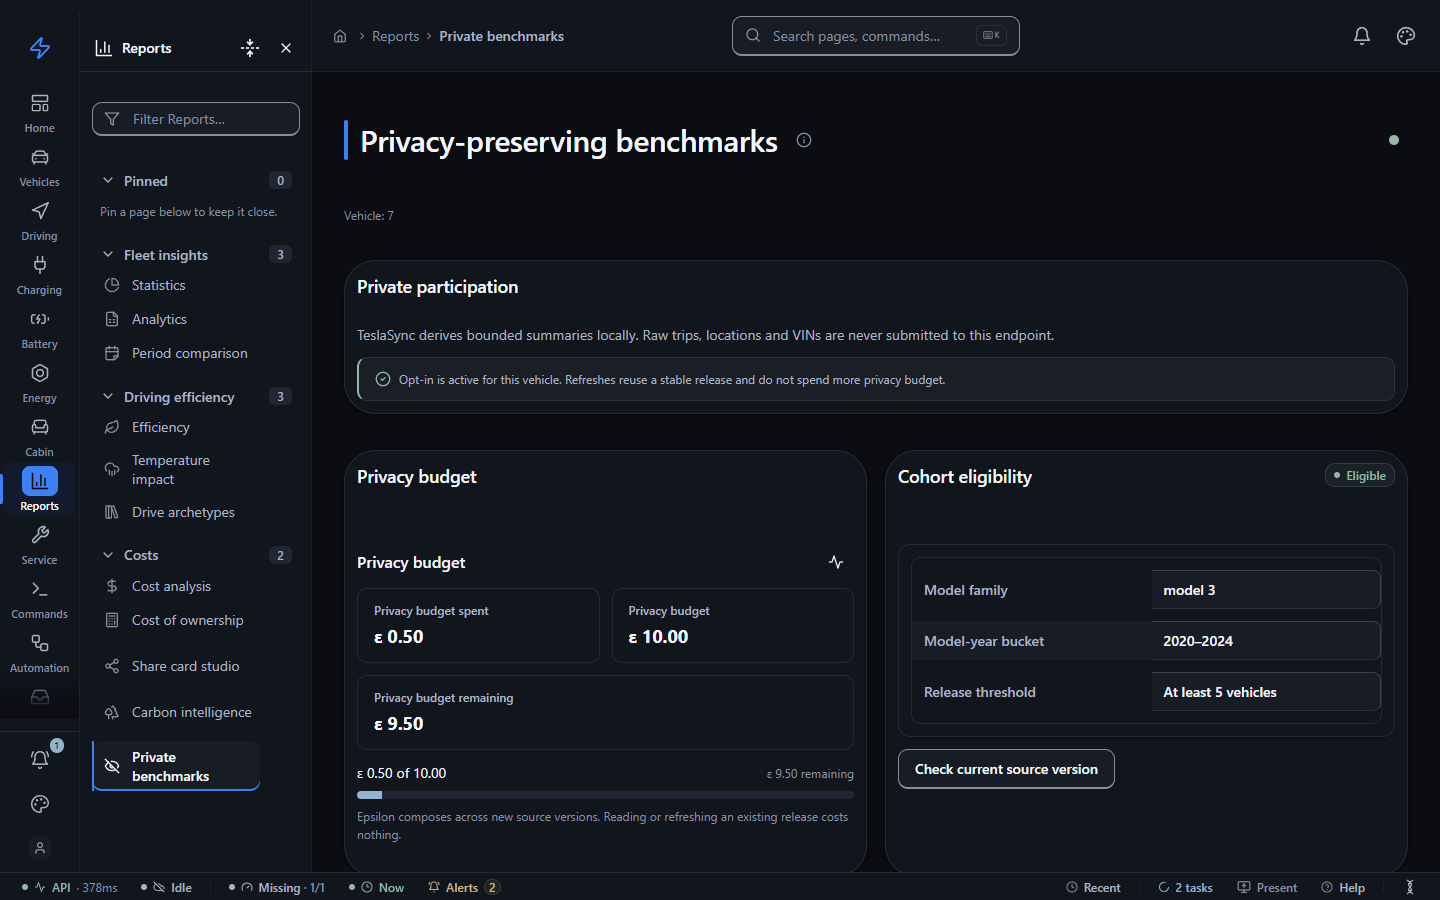 Reports
Reports
Private benchmarks
Search pages, commands...
K
Home
Vehicles
Driving
Charging
Battery
Energy
Cabin
Reports
Service
Commands
Automation
1
Filter Reports...
Pinned
0
Pin a page below to keep it close.
Fleet insights
3
Statistics
Analytics
Period comparison
Driving efficiency
3
Efficiency
Temperature
impact
Drive archetypes
Costs
2
Cost analysis
Cost of ownership
Share card studio
Carbon intelligence
Private
benchmarks
Privacy-preserving benchmarks
Vehicle: 7
Private participation
TeslaSync derives bounded summaries locally. Raw trips, locations and VINs are never submitted to this endpoint.
Opt-in is active for this vehicle. Refreshes reuse a stable release and do not spend more privacy budget.
Privacy budget
Privacy budget
Privacy budget spent
ε 0.50
Privacy budget
ε 10.00
Privacy budget remaining
ε 9.50
ε 0.50 of 10.00
ε 9.50 remaining
Epsilon composes across new source versions. Reading or refreshing an existing release costs
nothing.
Cohort eligibility
Eligible
Model family
model 3
Model-year bucket
2020–2024
Release threshold
At least 5 vehicles
Check current source version
API · 378ms
Idle
Missing · 1/1
Now
Alerts 2
Recent
2 tasks
Present
Help